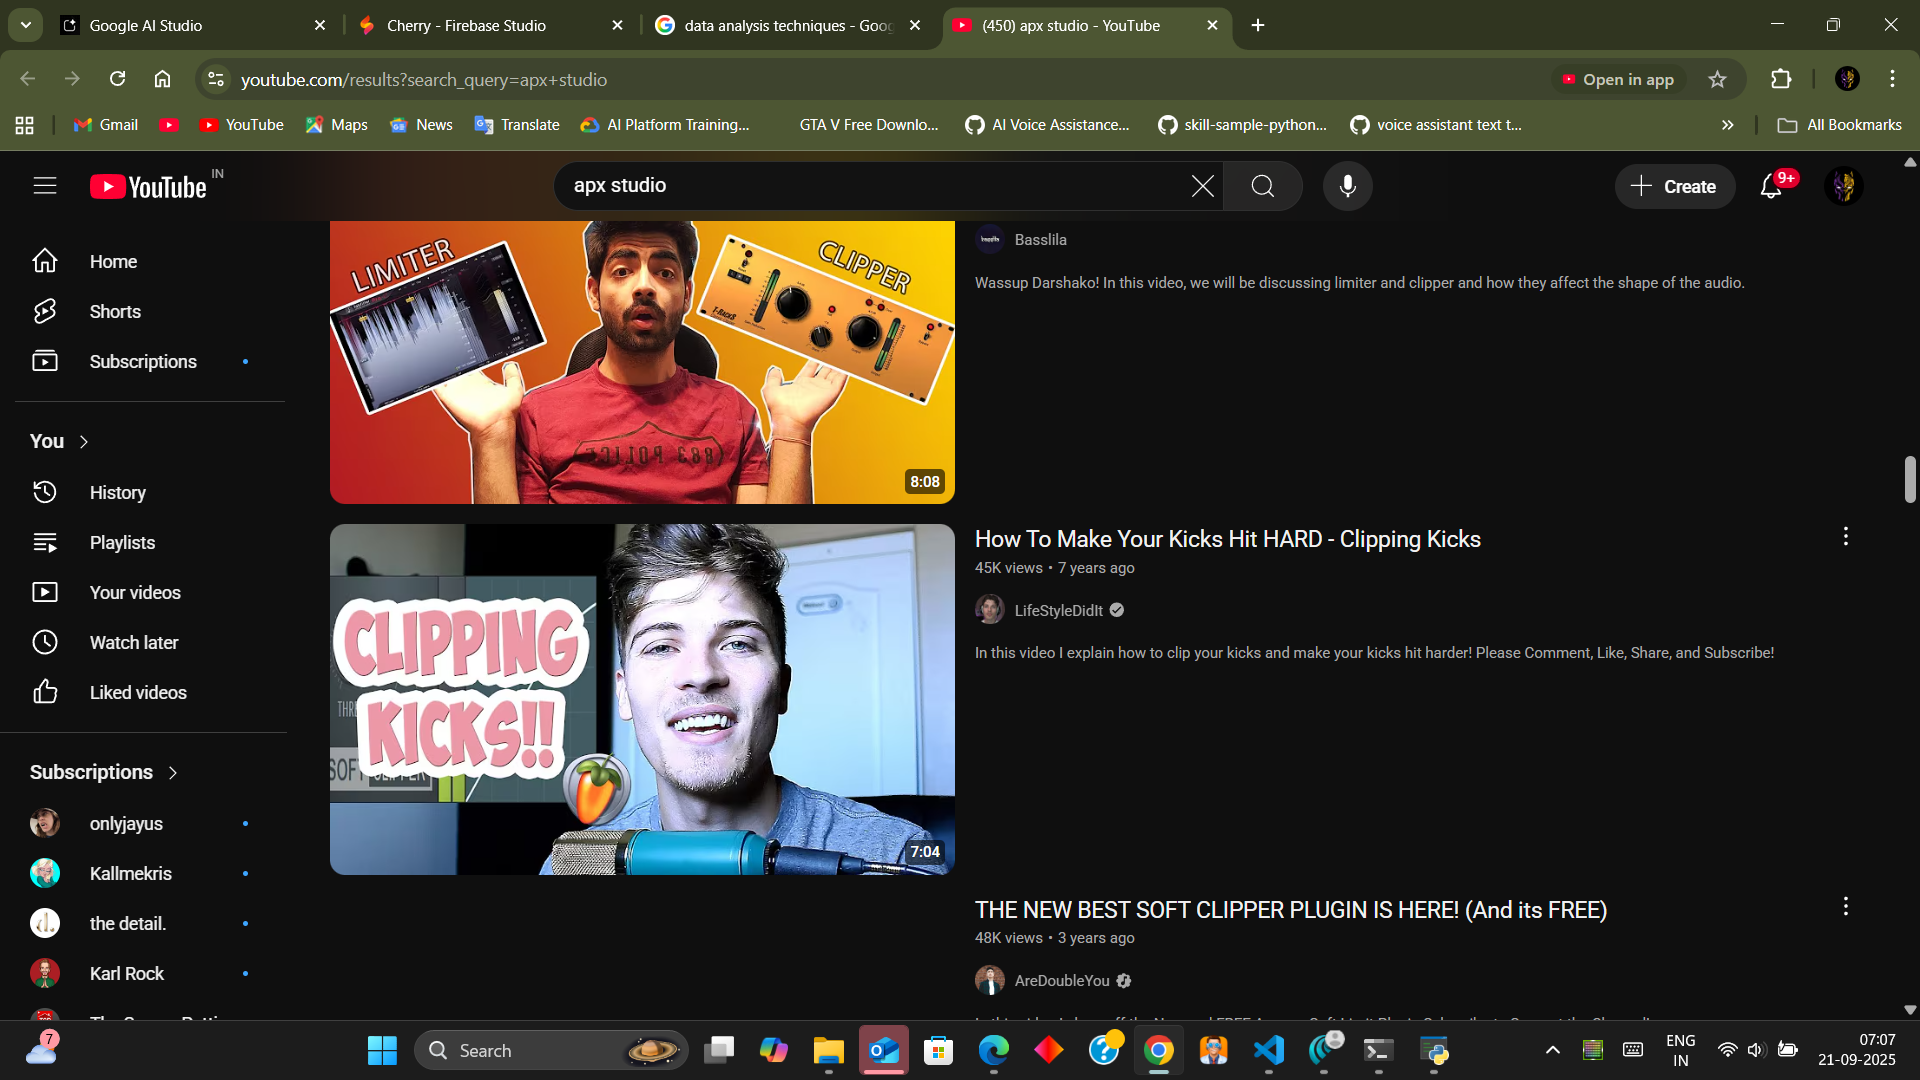 Google AI Studio
Cherry - Firebase Studio
data analysis techniques - Goog
(450) apx studio - YouTube
youtube.com/results?search_query=apx+studio
Open in app
Gmail
YouTube
Maps
News
Translate
AI Platform Training...
GTA V Free Downlo...
AI Voice Assistance...
skill-sample-python...
voice assistant text t...
All Bookmarks
YouTube IN
apx studio
Create
9+
Home
Shorts
Subscriptions
You
History
Playlists
Your videos
Watch later
Liked videos
Subscriptions
onlyjayus
Kallmekris
the detail.
Karl Rock
LIMITER
CLIPPER
T-RackS
8:08
Basslila
Wassup Darshako! In this video, we will be discussing limiter and clipper and how they affect the shape of the audio.
CLIPPING
KICKS!!
THR
SOFT CLIPPER
7:04
How To Make Your Kicks Hit HARD - Clipping Kicks
45K views • 7 years ago
LifeStyleDidIt
In this video I explain how to clip your kicks and make your kicks hit harder! Please Comment, Like, Share, and Subscribe!
THE NEW BEST SOFT CLIPPER PLUGIN IS HERE! (And its FREE)
48K views • 3 years ago
AreDoubleYou
7
Search
ENG
IN
07:07
21-09-2025